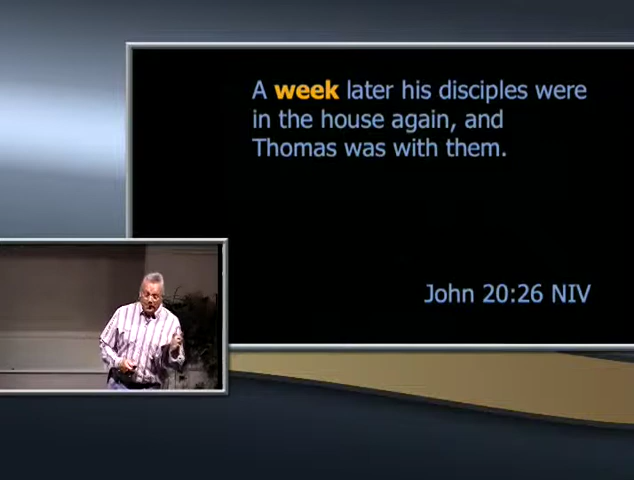 A week later his disciples were
in the house again, and
Thomas was with them.
John 20:26 NIV